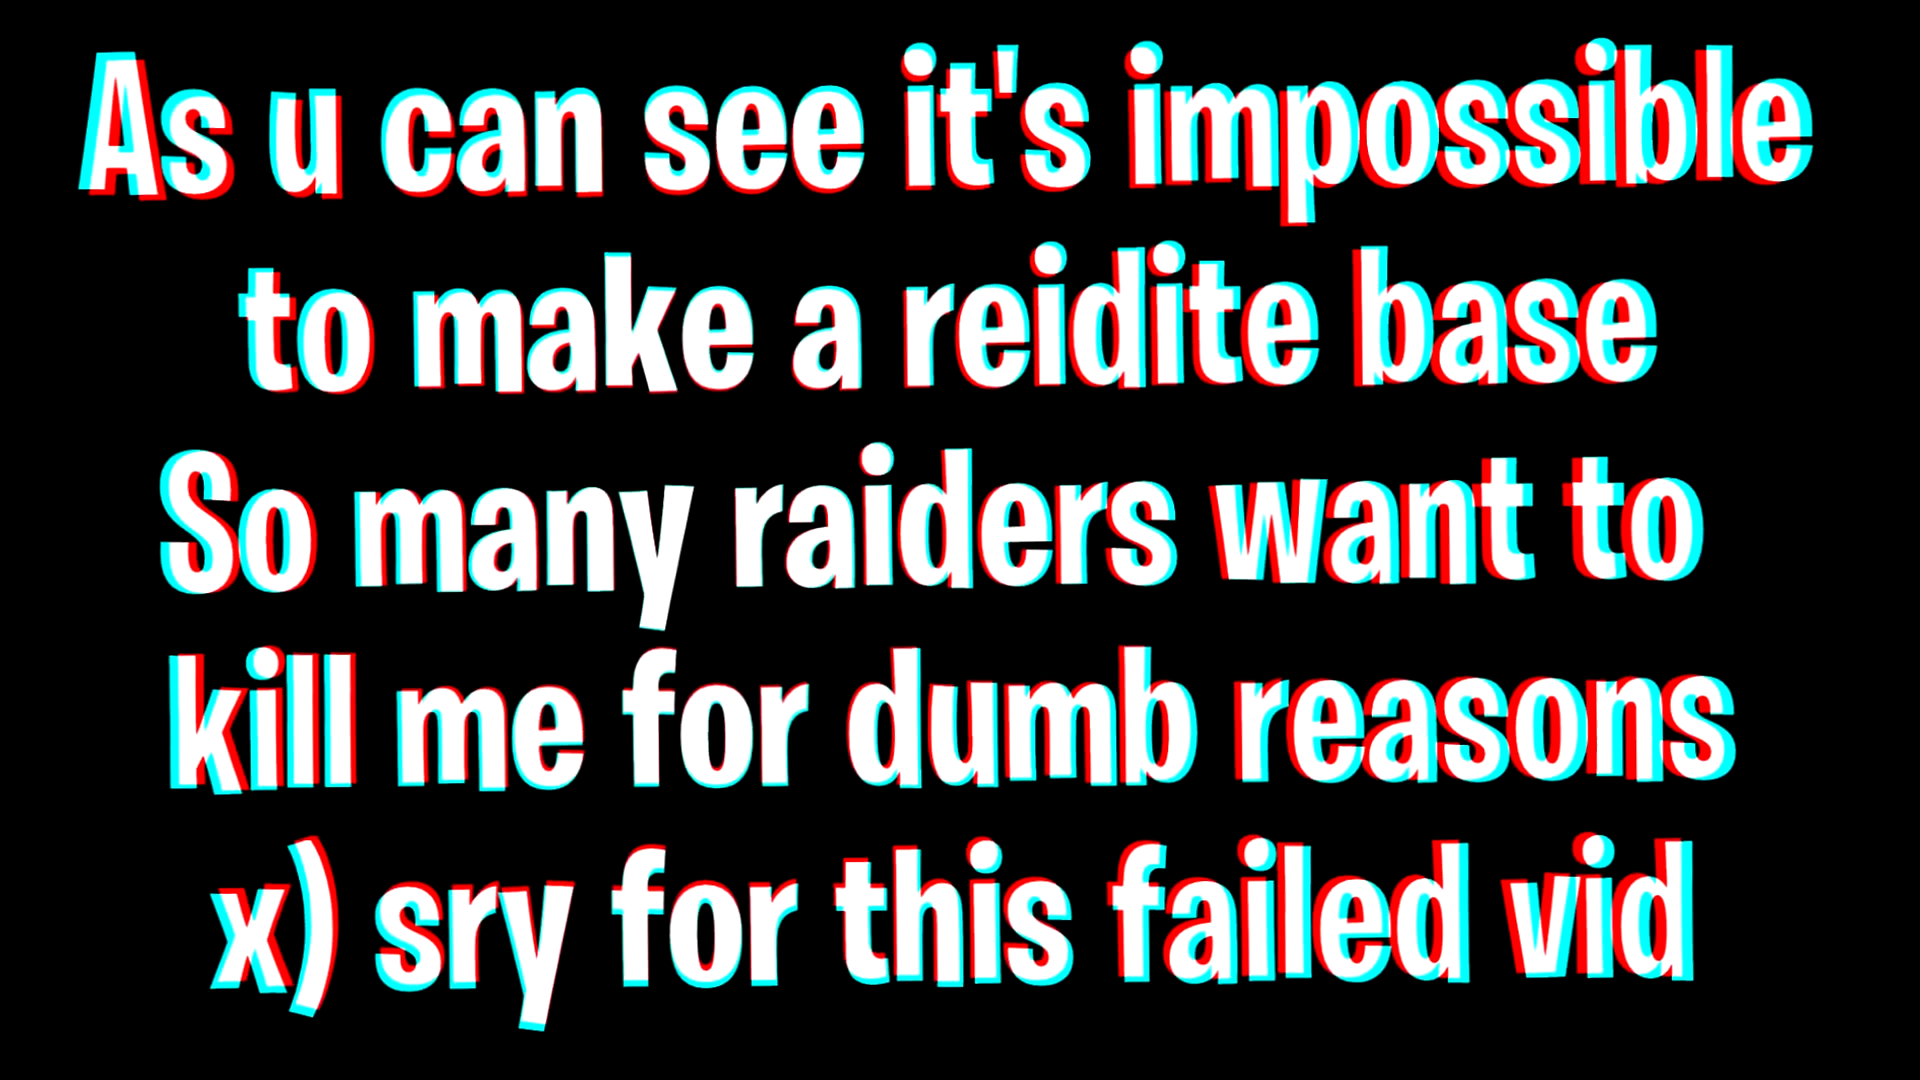 As u can see it's impossible
to make a reidite base
So many raiders want to
kill me for dumb reasons
x) sry for this failed vid